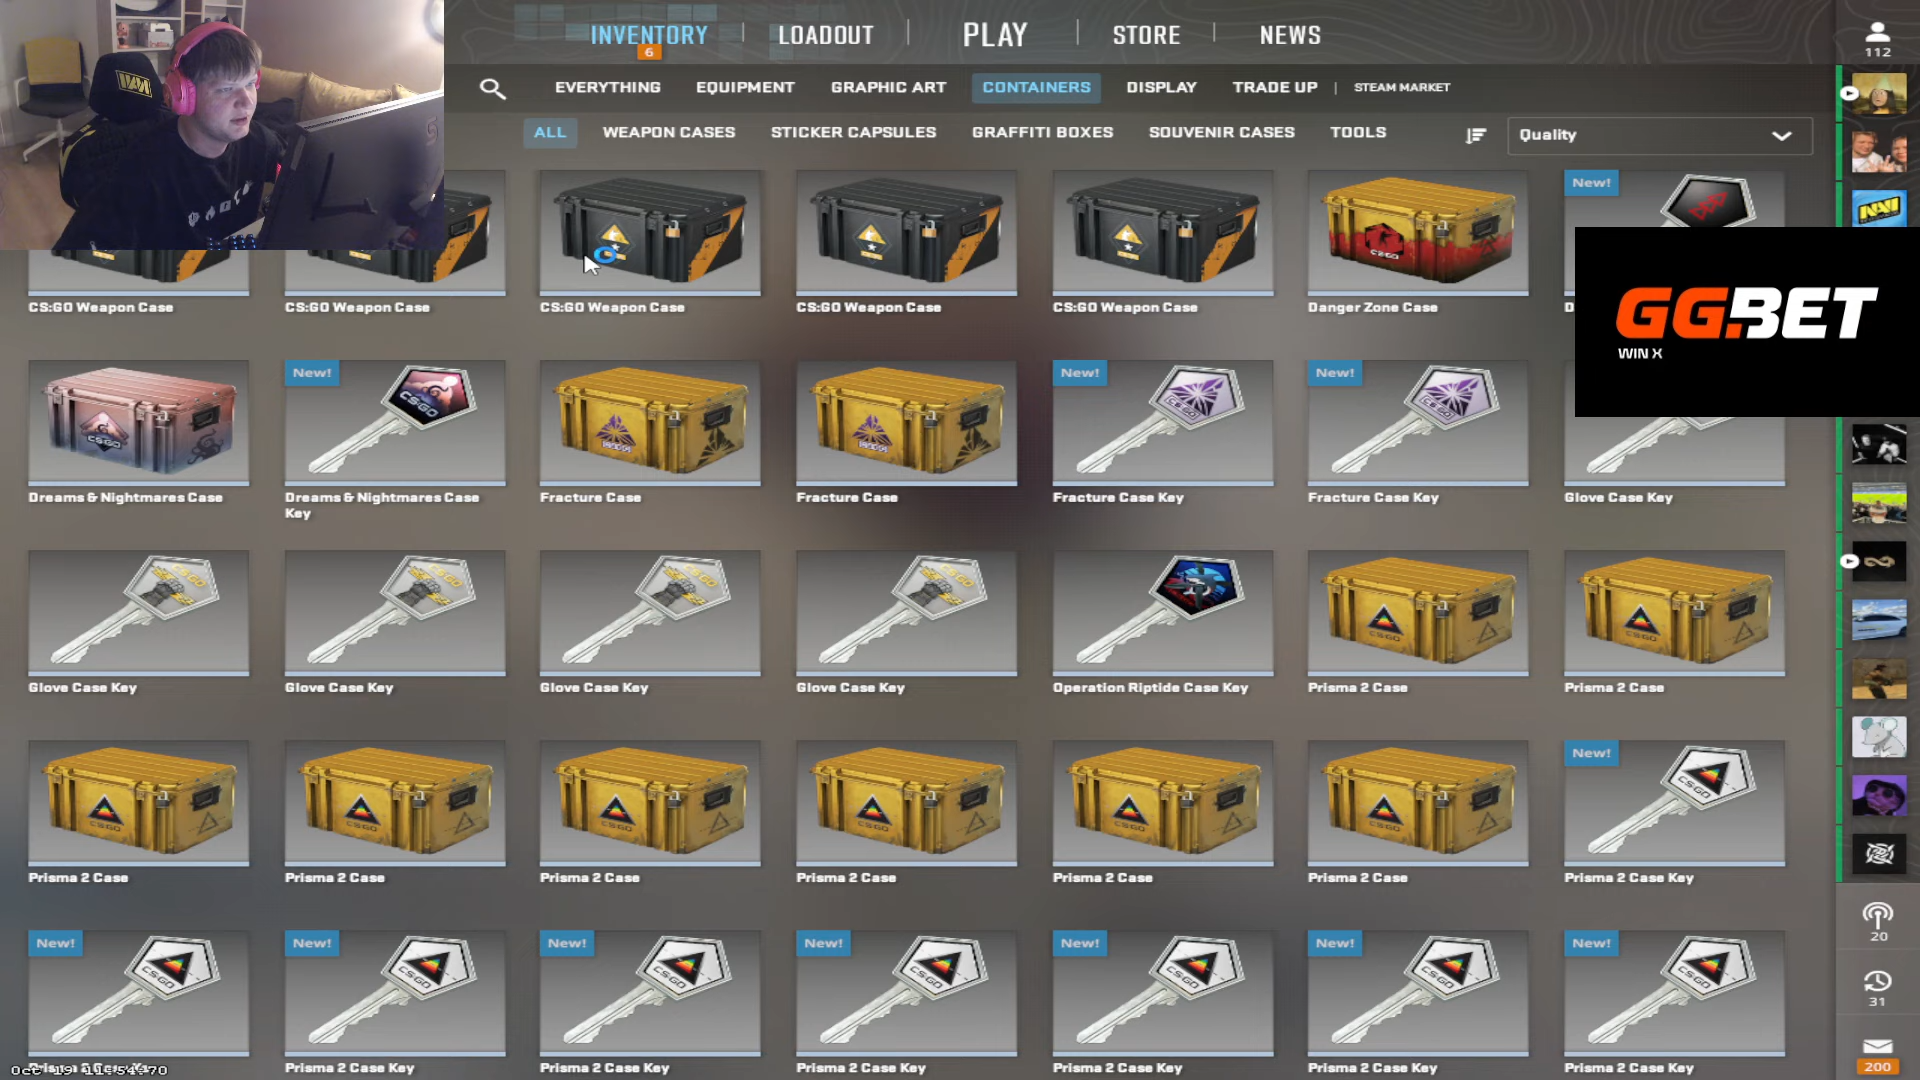 INVENTORY
6
LOADOUT
PLAY
STORE
NEWS
112
EVERYTHING
EQUIPMENT
GRAPHIC ART
CONTAINERS
DISPLAY
TRADE UP
STEAM MARKET
ALL
WEAPON CASES
STICKER CAPSULES
GRAFFITI BOXES
SOUVENIR CASES
TOOLS
Quality
New!
CS:GO Weapon Case
CS:GO Weapon Case
CS:GO Weapon Case
CS:GO Weapon Case
CS:GO Weapon Case
Danger Zone Case
GG.BET
WIN X
New!
New!
New!
Dreams & Nightmares Case
Dreams & Nightmares Case
Key
Fracture Case
Fracture Case
Fracture Case Key
Fracture Case Key
Glove Case Key
Glove Case Key
Glove Case Key
Glove Case Key
Glove Case Key
Operation Riptide Case Key
Prisma 2 Case
Prisma 2 Case
New!
Prisma 2 Case
Prisma 2 Case
Prisma 2 Case
Prisma 2 Case
Prisma 2 Case
Prisma 2 Case
Prisma 2 Case Key
New!
New!
New!
New!
New!
New!
New!
20
31
200
Prisma 2 Case Key
Prisma 2 Case Key
Prisma 2 Case Key
Prisma 2 Case Key
Prisma 2 Case Key
Prisma 2 Case Key